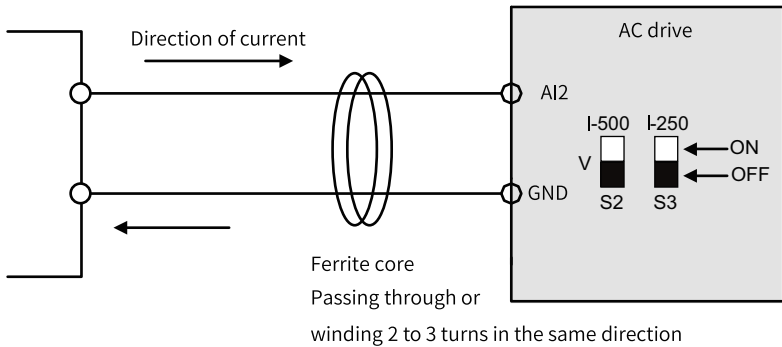 Direction of current
AC drive
AI2
I-500 I-250
ON
V
OFF
GND
S2 S3
Ferrite core
Passing through or
winding 2 to 3 turns in the same direction